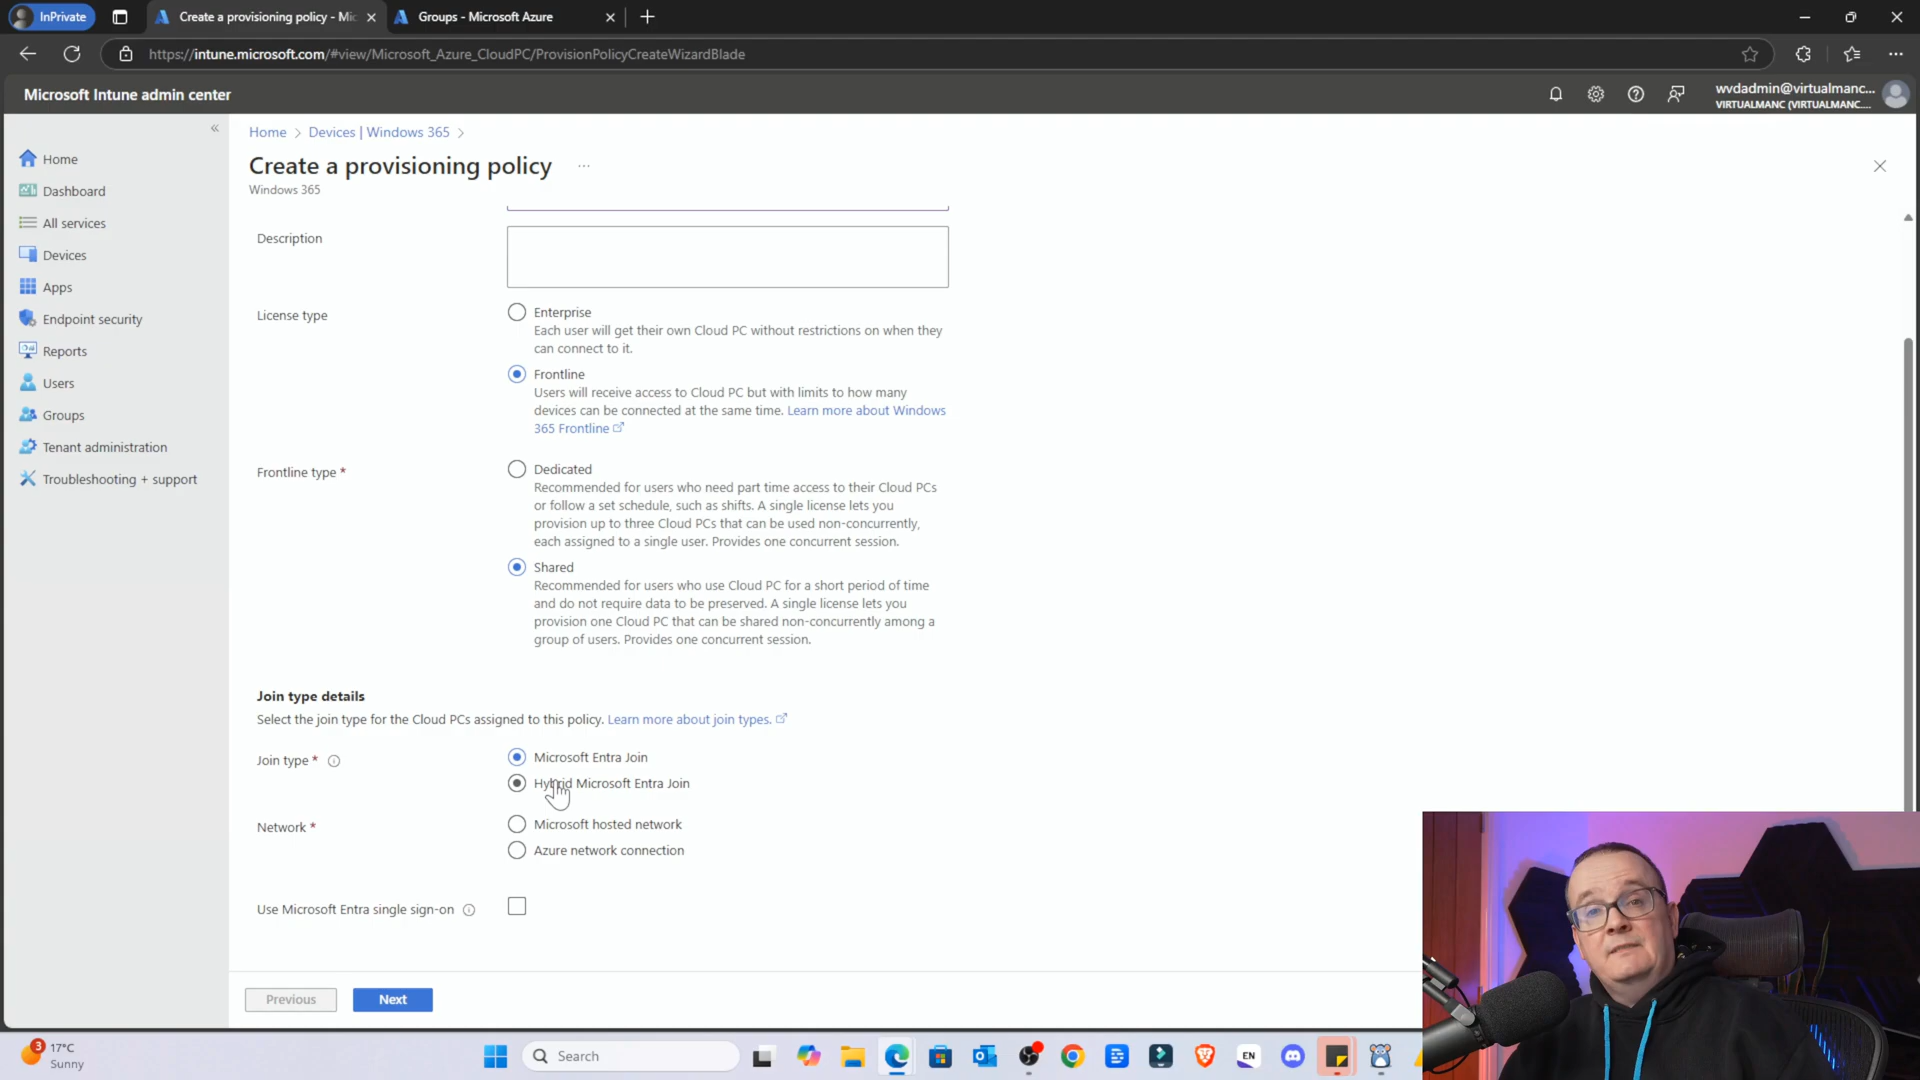 InPrivate
Create a provisioning policy - Mic
Groups - Microsoft Azure
https://intune.microsoft.com/#view/Microsoft_Azure_CloudPC/ProvisionPolicyCreateWizardBlade
Microsoft Intune admin center
wvdadmin@virtualmanc...
VIRTUALMANC (VIRTUALMANC....
Home > Devices | Windows 365 >
Create a provisioning policy ...
Windows 365
Home
Dashboard
All services
Devices
Apps
Endpoint security
Reports
Users
Groups
Tenant administration
Troubleshooting + support
Description
License type
Enterprise
Each user will get their own Cloud PC without restrictions on when they
can connect to it.
Frontline
Users will receive access to Cloud PC but with limits to how many
devices can be connected at the same time. Learn more about Windows
365 Frontline
Frontline type *
Dedicated
Recommended for users who need part time access to their Cloud PCs
or follow a set schedule, such as shifts. A single license lets you
provision up to three Cloud PCs that can be used non-concurrently,
each assigned to a single user. Provides one concurrent session.
Shared
Recommended for users who use Cloud PC for a short period of time
and do not require data to be preserved. A single license lets you
provision one Cloud PC that can be shared non-concurrently among a
group of users. Provides one concurrent session.
Join type details
Select the join type for the Cloud PCs assigned to this policy. Learn more about join types.
Join type *
Microsoft Entra Join
Hybrid Microsoft Entra Join
Network *
Microsoft hosted network
Azure network connection
Use Microsoft Entra single sign-on
Previous
Next
3
17°C
Sunny
Search
EN